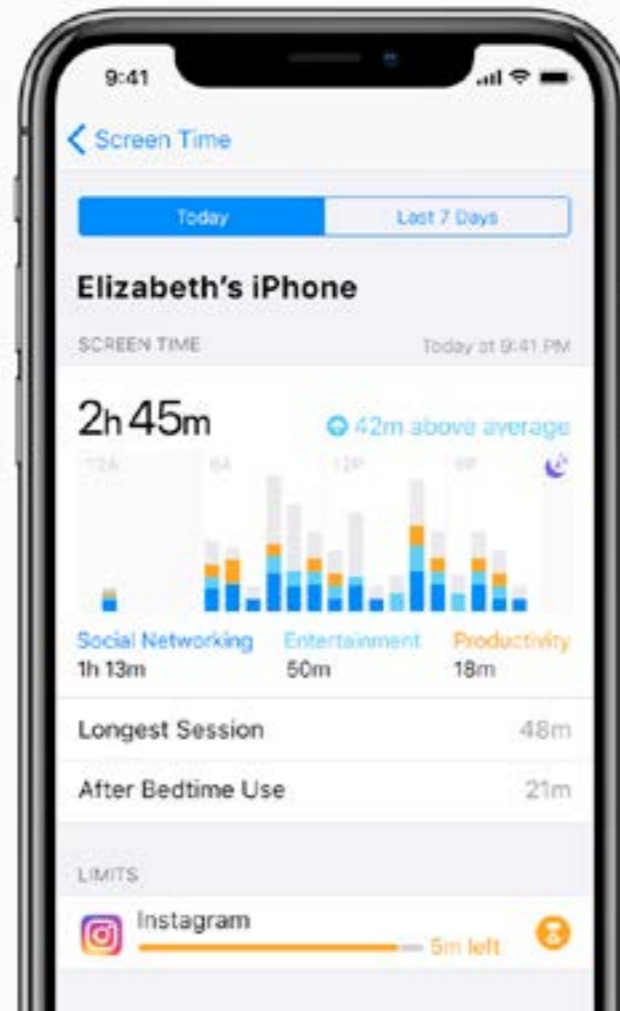 9:41
Screen Time
Today Last 7 Days
Elizabeth's iPhone
SCREEN TIME Today at 9:41 PM
2h 45m 42m above average
12A 6A 12P 6P
Social Networking Entertainment Productivity
1h 13m 50m 18m
Longest Session 48m
After Bedtime Use 21m
LIMITS
Instagram
5m left